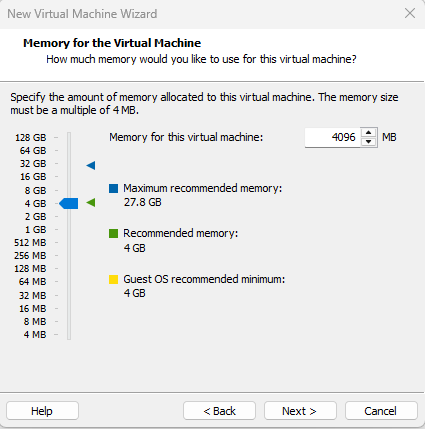 New Virtual Machine Wizard
Memory for the Virtual Machine
How much memory would you like to use for this virtual machine?
Specify the amount of memory allocated to this virtual machine. The memory size
must be a multiple of 4 MB.
128 GB
64 GB
32 GB
16 GB
8 GB
4 GB
2 GB
1 GB
512 MB
256 MB
128 MB
64 MB
32 MB
16 MB
8 MB
4 MB
Memory for this virtual machine: 4096 MB
Maximum recommended memory:
27.8 GB
Recommended memory:
4 GB
Guest OS recommended minimum:
4 GB
Help
< Back
Next >
Cancel